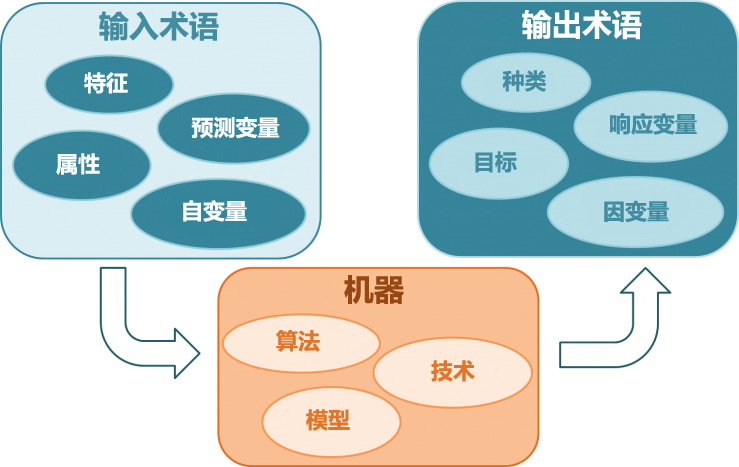 输入术语
特征
预测变量
属性
自变量
输出术语
种类
响应变量
目标
因变量
机器
算法
技术
模型